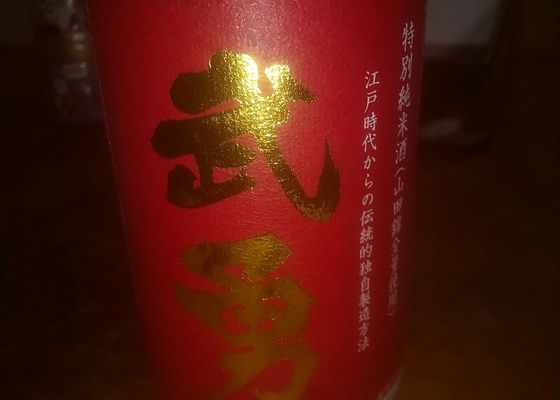 特別純米酒(山田錦全量使用)
江戸時代からの伝統的独自製造方法
武勇